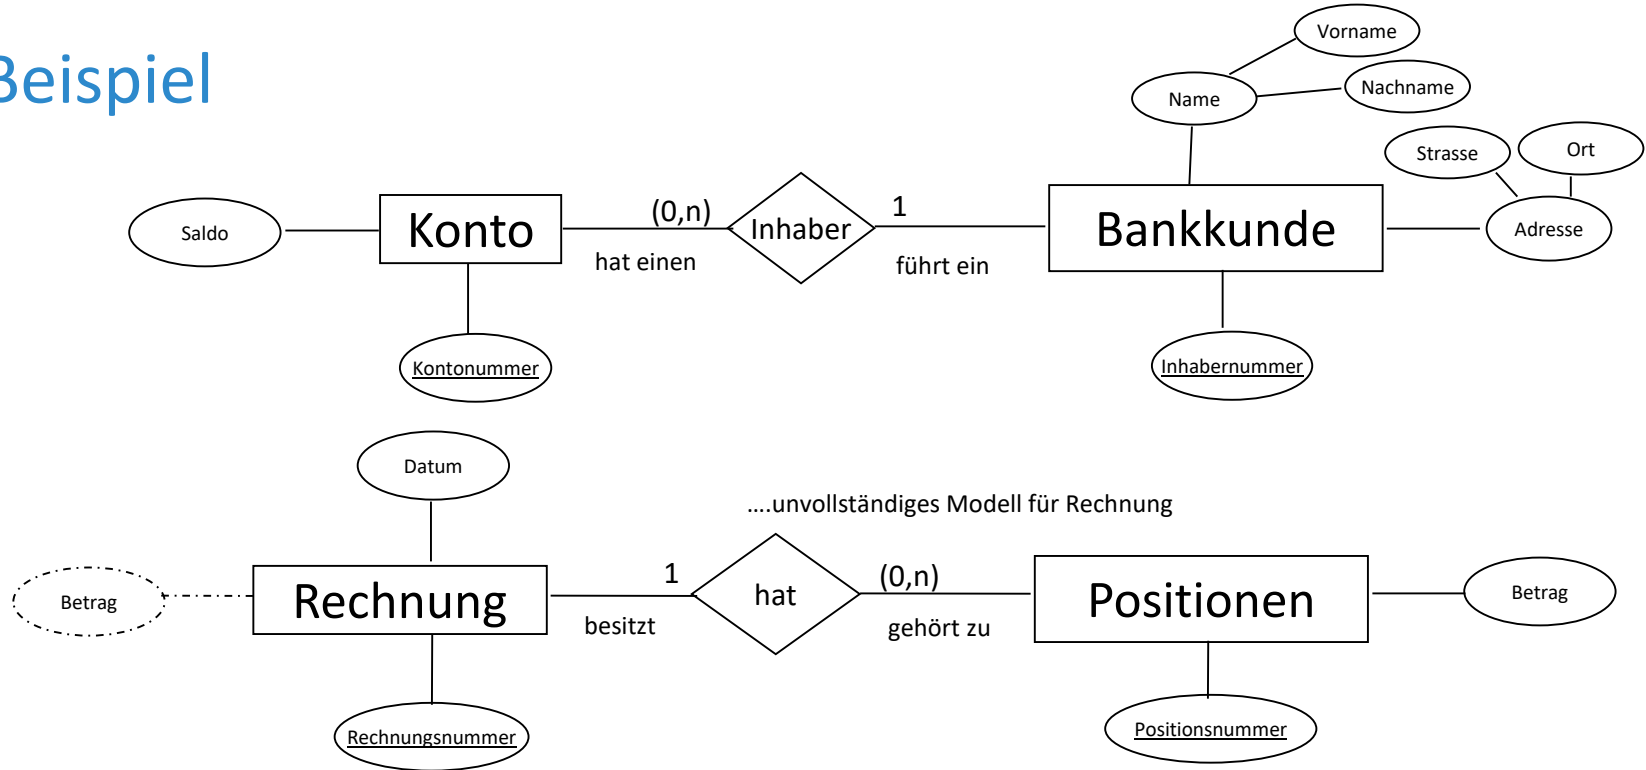 Beispiel
Vorname
Name
Nachname
Strasse
Ort
Saldo
Konto
(0,n)
hat einen
Inhaber
1
führt ein
Bankkunde
Adresse
Kontonummer
Inhabernummer
Datum
....unvollständiges Modell für Rechnung
Betrag
Rechnung
1
besitzt
hat
(0,n)
gehört zu
Positionen
Betrag
Rechnungsnummer
Positionsnummer